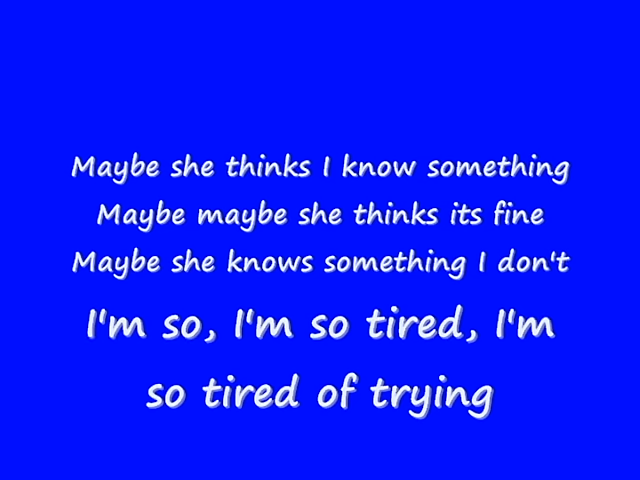 Maybe she thinks I know something
Maybe maybe she thinks its fine
Maybe she knows something I don't
I'm so, I'm so tired, I'm
so tired of trying